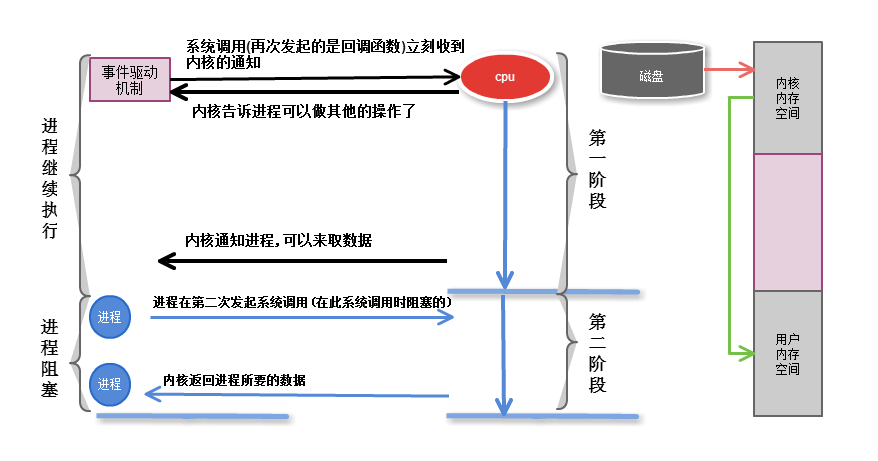 系统调用(再次发起的是回调函数)立刻收到
内核的通知
事件驱动
机制
cpu
磁盘
内核
内存
空间
内核告诉进程可以做其他的操作了
进程继续执行
第一阶段
内核通知进程,可以来取数据
进程在第二次发起系统调用(在此系统调用时阻塞的)
进程
进程阻塞
第二阶段
用户
内存
空间
内核返回进程所要的数据
进程